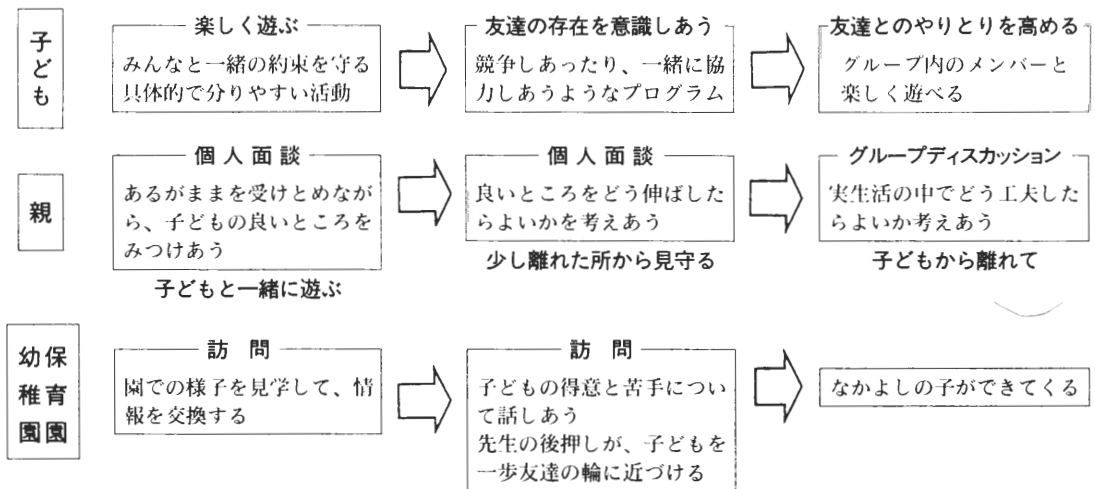 子ども
楽しく遊ぶ
みんなと一緒の約束を守る
具体的で分りやすい活動
友達の存在を意識しあう
競争しあったり、一緒に協
力しあうようなプログラム
友達とのやりとりを高める
グループ内のメンバーと
楽しく遊べる
親
個人面談
あるがままを受けとめなが
ら、子どもの良いところを
みつけあう
子どもと一緒に遊ぶ
個人面談
良いところをどう伸ばした
らよいかを考えあう
少し離れた所から見守る
グループディスカッション
実生活の中でどう工夫した
らよいか考えあう
子どもから離れて
保育園
幼稚園
訪問
園での様子を見学して、情
報を交換する
訪問
子どもの得意と苦手につい
て話しあう
先生の後押しが、子どもを
一歩友達の輪に近づける
なかよしの子ができてくる